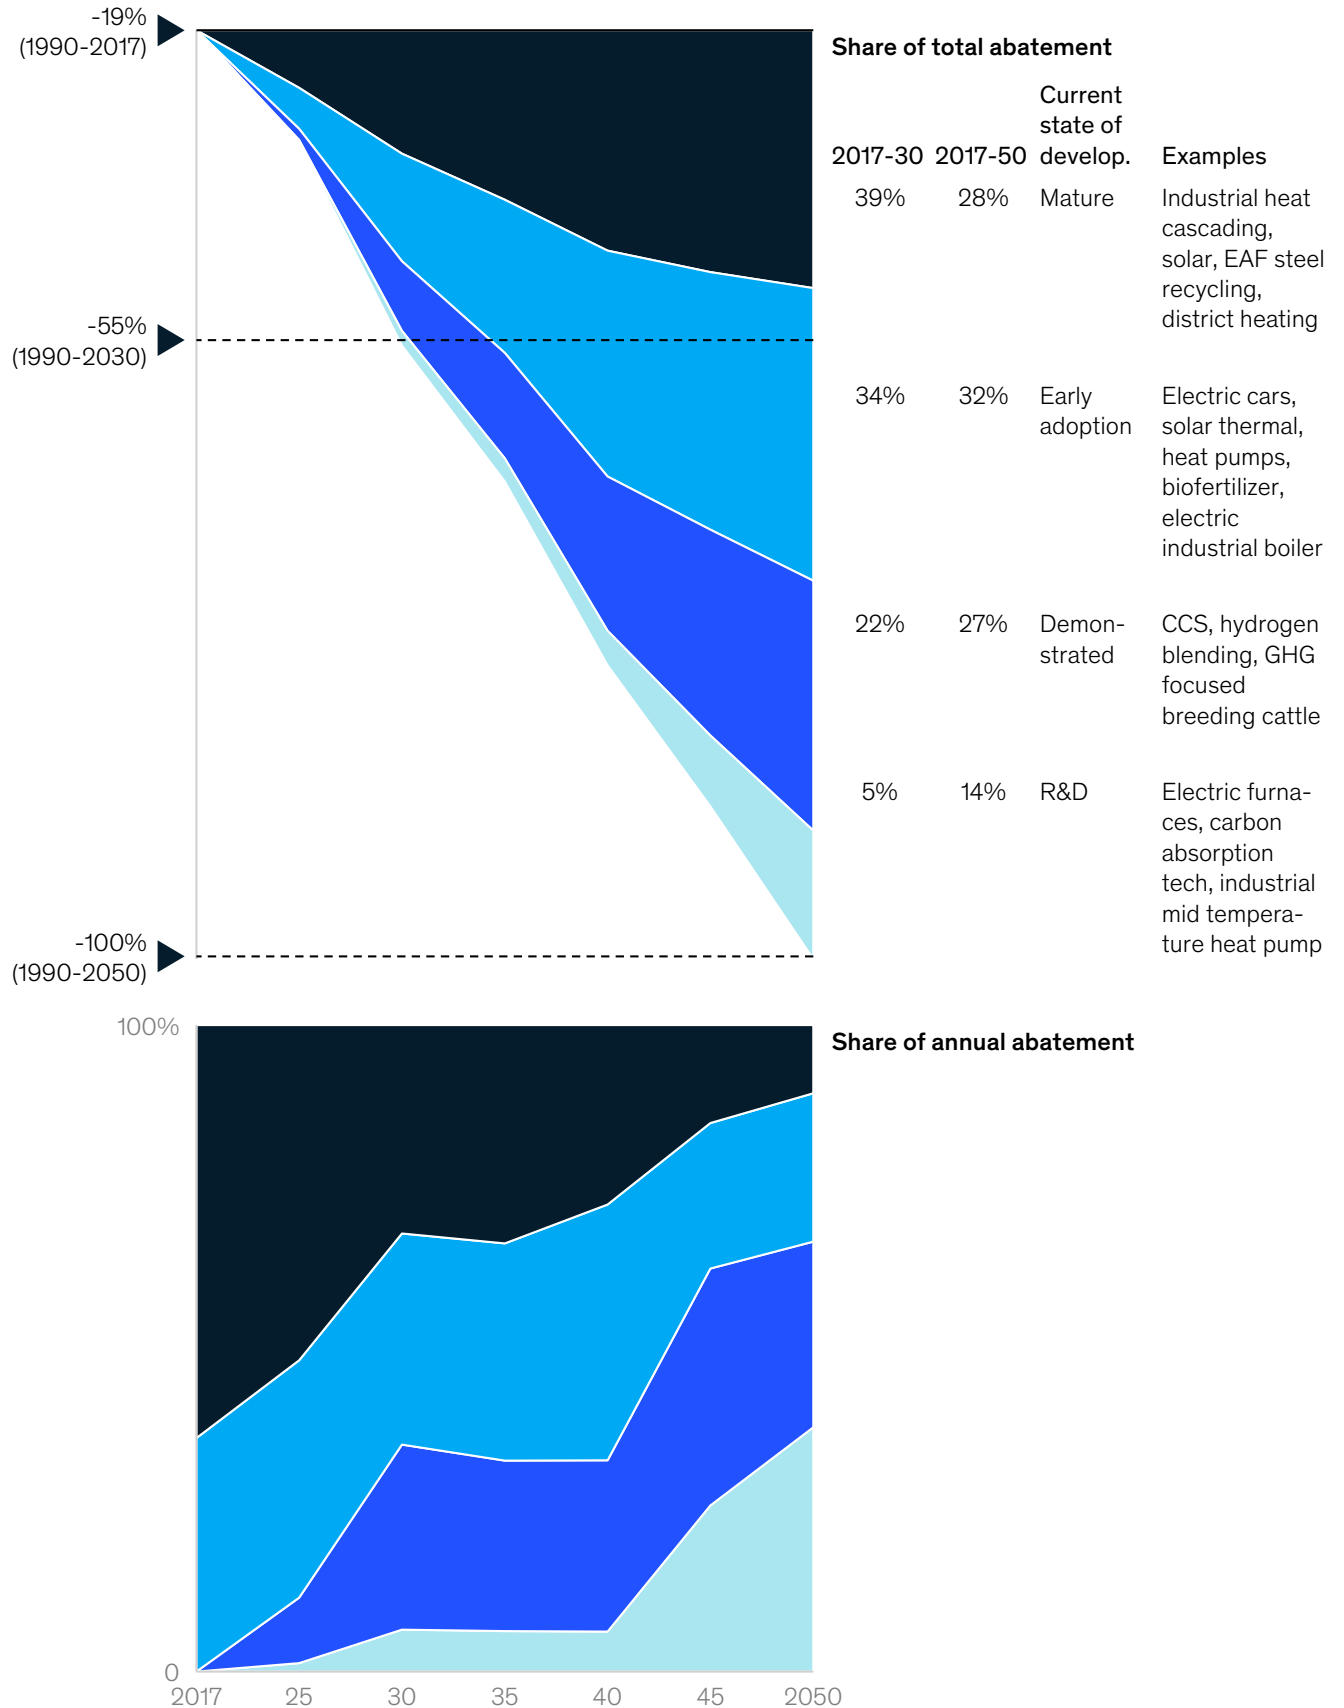 -19%
(1990-2017)
-55%
(1990-2030)
-100%
(1990-2050)
Share of total abatement
Current
state of
2017-30 2017-50 develop. Examples
39% 28% Mature Industrial heat
cascading,
solar, EAF steel
recycling,
district heating
34% 32% Early Electric cars,
adoption solar thermal,
heat pumps,
biofertilizer,
electric
industrial boiler
22% 27% Demon- CCS, hydrogen
strated blending, GHG
focused
breeding cattle
5% 14% R&D Electric furna-
ces, carbon
absorption
tech, industrial
mid tempera-
ture heat pump
100%
Share of annual abatement
0
2017 25 30 35 40 45 2050